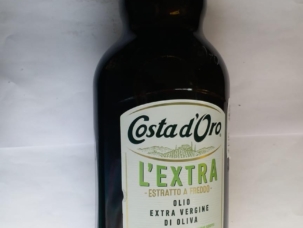 Costa d'Oro
L'EXTRA
-ESTRATTO A FREDDO-
OLIO
EXTRA VERGINE
DI OLIVA